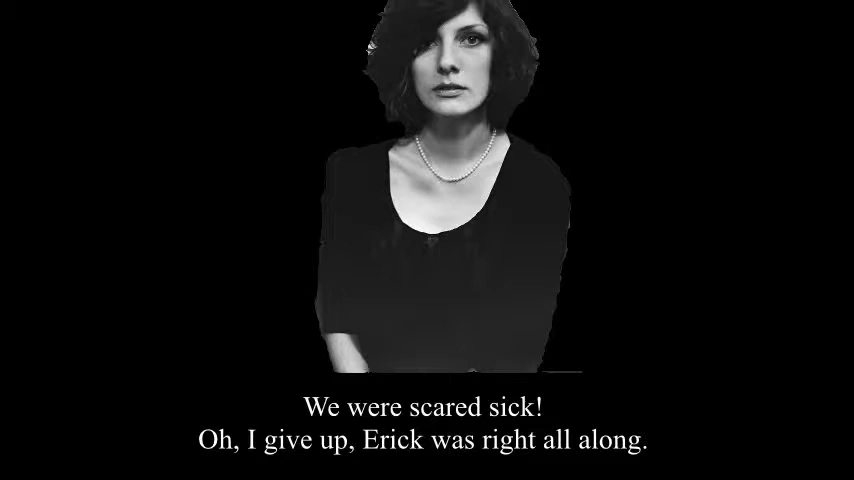 We were scared sick!
Oh, I give up, Erick was right all along.